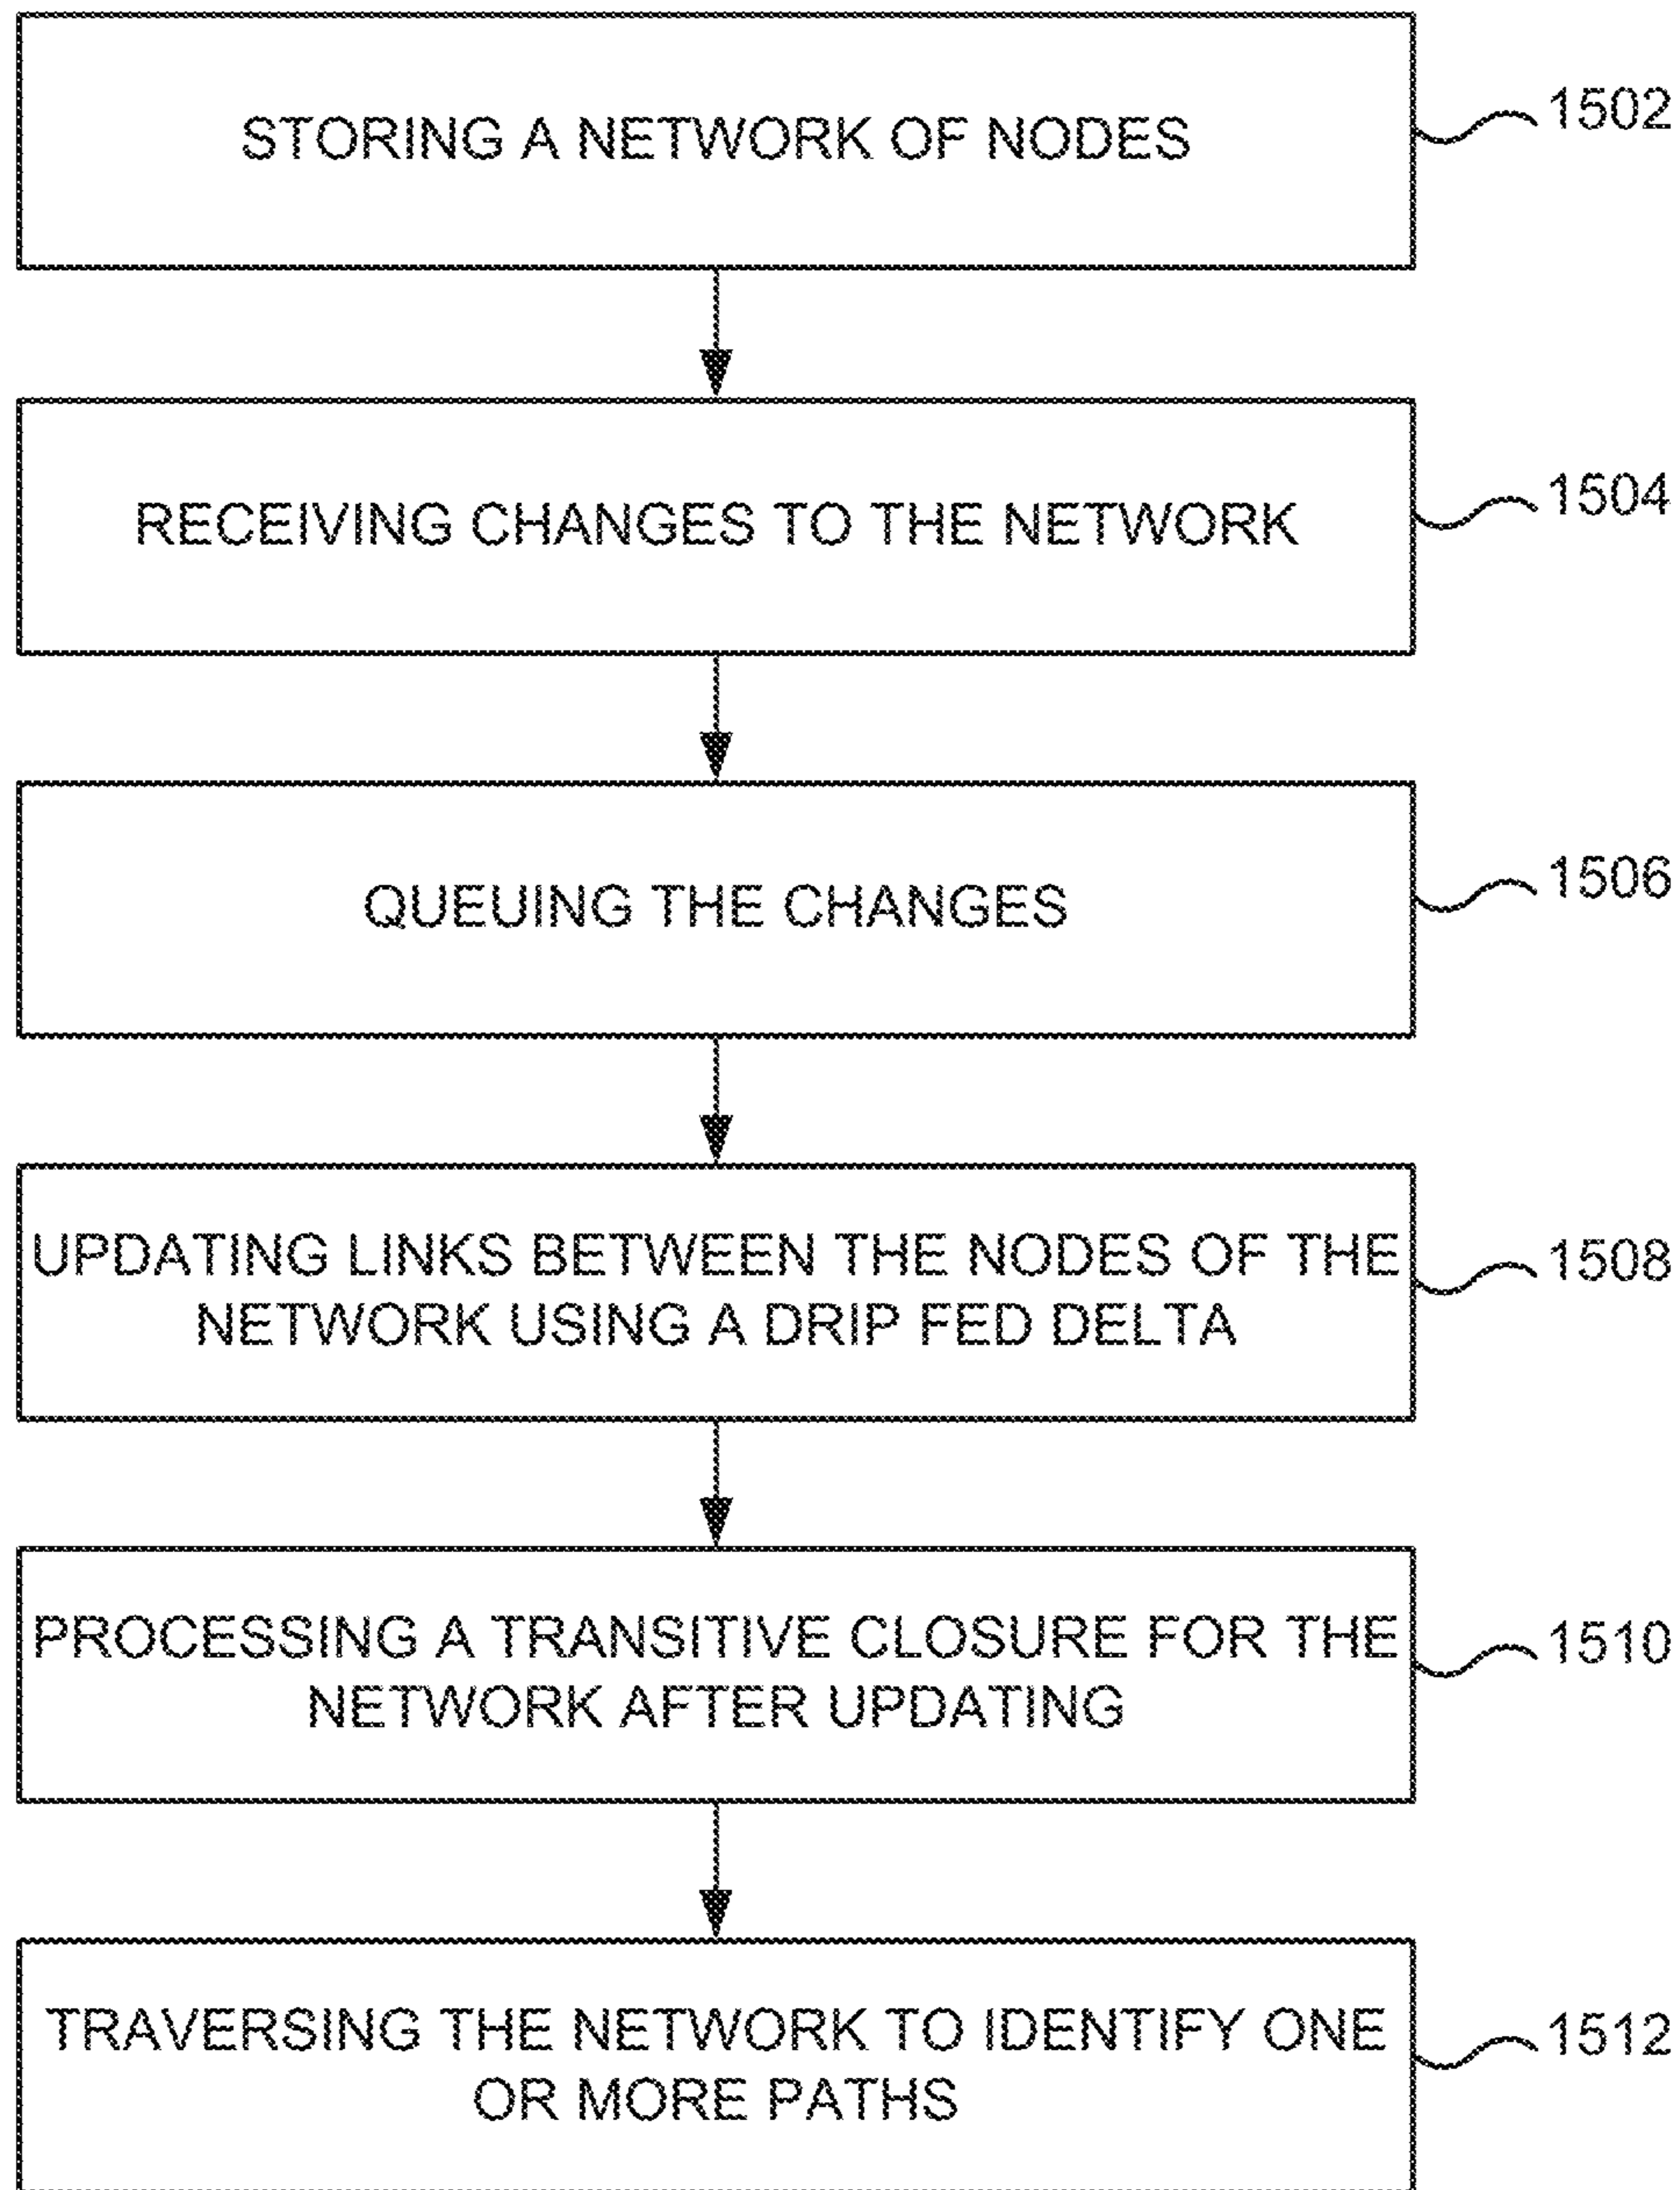 STORING A NETWORK OF NODES
1502
RECEIVING CHANGES TO THE NETWORK
1504
QUEUING THE CHANGES
1506
UPDATING LINKS BETWEEN THE NODES OF THE
NETWORK USING A DRIP FED DELTA
1508
PROCESSING A TRANSITIVE CLOSURE FOR THE
NETWORK AFTER UPDATING
1510
TRAVERSING THE NETWORK TO IDENTIFY ONE
OR MORE PATHS
1512